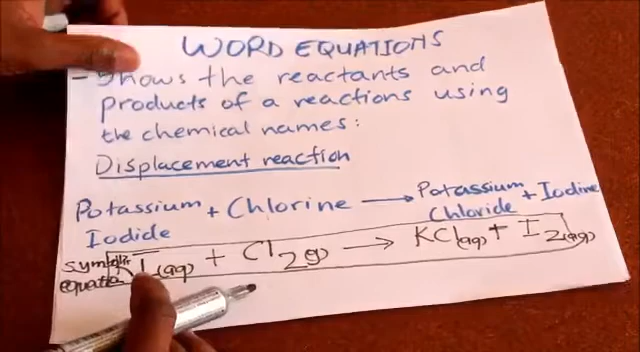 WORD EQUATIONS
- Shows the reactants and
products of a reactions using
the chemical names:
Displacement reaction
Potassium Iodide + Chlorine → Potassium Chloride + Iodine
equation I(aq) + Cl2(g) → KCl(aq) + I2(aq)